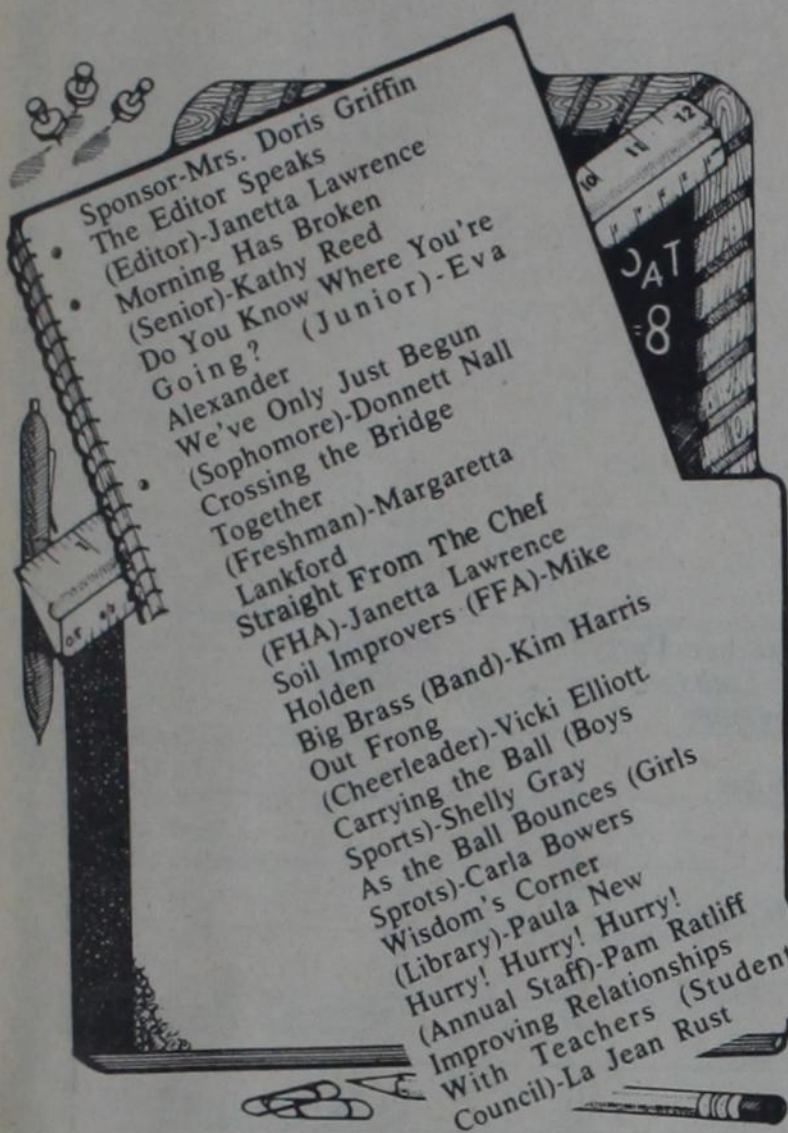 Sponsor-Mrs. Doris Griffin
The Editor Speaks
(Editor)-Janetta Lawrence
Morning Has Broken
(Senior)-Kathy Reed
Do You Know Where You're
Going? (Junior)-Eva
Alexander
We've Only Just Begun
(Sophomore)-Donnett Nall
Crossing the Bridge
Together
(Freshman)-Margaretta
Lankford
Straight From The Chef
(FHA)-Janetta Lawrence
Soil Improvers (FFA)-Mike
Holden
Big Brass (Band)-Kim Harris
Out Frong
(Cheerleader)-Vicki Elliott
Carrying the Ball (Boys
Sports)-Shelly Gray
As the Ball Bounces (Girls
Sprots)-Carla Bowers
Wisdom's Corner
(Library)-Paula New
Hurry! Hurry! Hurry!
(Annual Staff)-Pam Ratliff
Improving Relationships
With Teachers (Student
Council)-La Jean Rust
10 11 12
AT
8